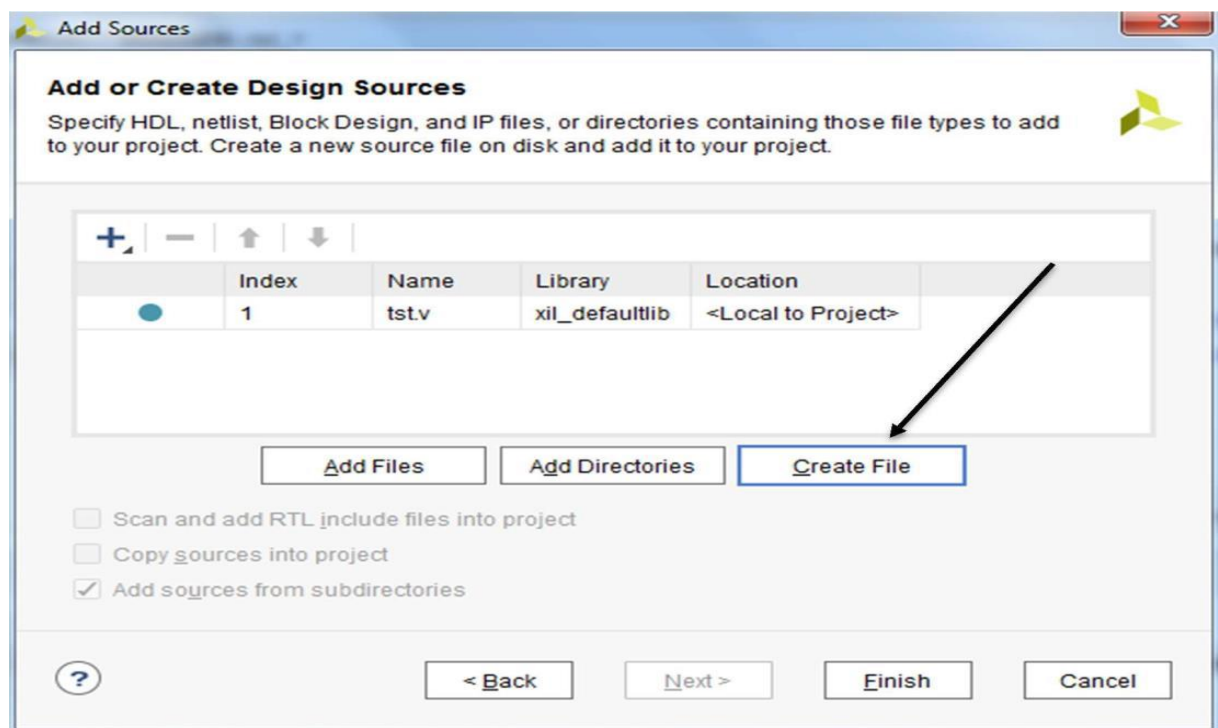 Add Sources
Add or Create Design Sources
Specify HDL, netlist, Block Design, and IP files, or directories containing those file types to add
to your project. Create a new source file on disk and add it to your project.
Index Name Library Location
1 tst.v xil_defaultlib <Local to Project>
Add Files Add Directories Create File
Scan and add RTL include files into project
Copy sources into project
Add sources from subdirectories
? < Back Next > Finish Cancel